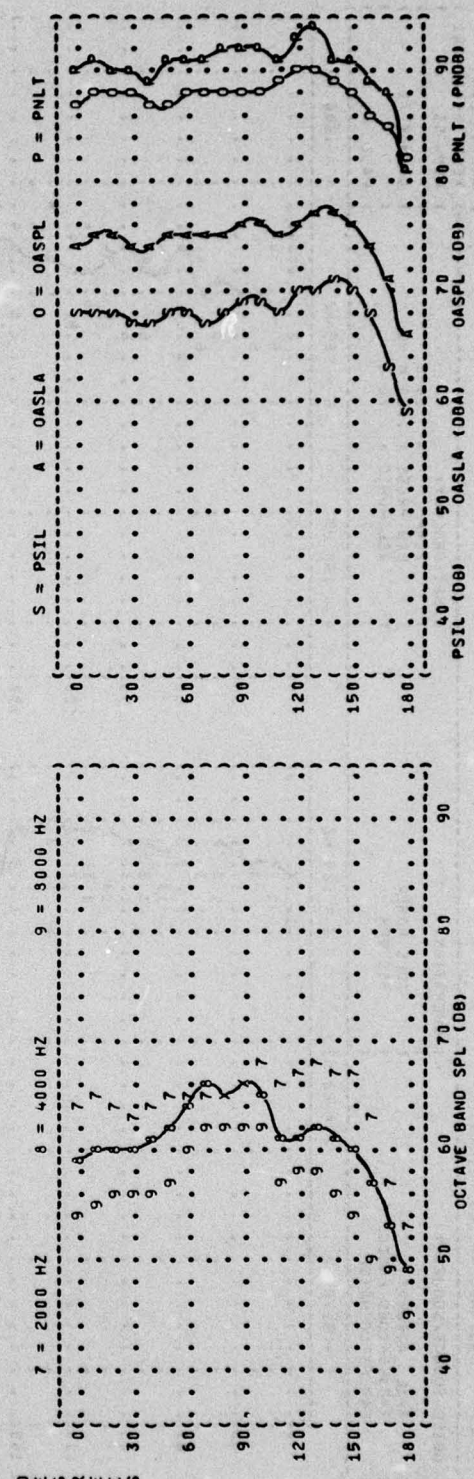 7 = 2000 HZ 8 = 4000 HZ 9 = 8000 HZ
0
30
60
90
120
150
180
40 50 60 70 80 90
OCTAVE BAND SPL (DB)
S = PSIL A = OASLA O = OASPL P = PNLT
0
30
60
90
120
150
180
40 50 60 70 80 90
PSIL (DB) OASLA (DBA) OASPL (DB) PNLT (PNDB)